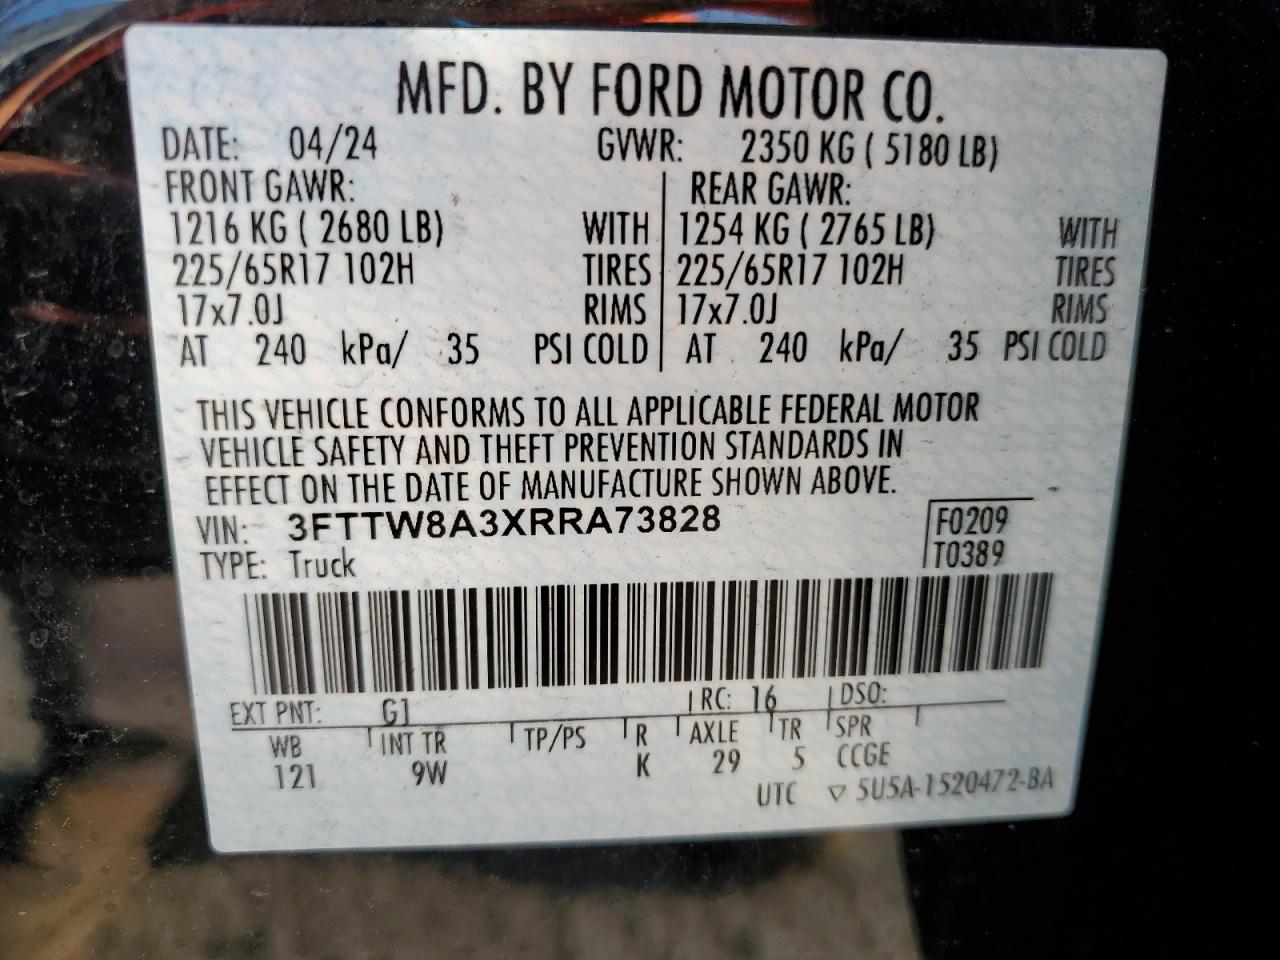 MFD. BY FORD MOTOR CO.
DATE: 04/24 GVWR: 2350 KG ( 5180 LB)
FRONT GAWR: REAR GAWR:
1216 KG ( 2680 LB) WITH 1254 KG ( 2765 LB) WITH
225/65R17 102H TIRES 225/65R17 102H TIRES
17x7.0J RIMS 17x7.0J RIMS
AT 240 kPa/ 35 PSI COLD AT 240 kPa/ 35 PSI COLD
THIS VEHICLE CONFORMS TO ALL APPLICABLE FEDERAL MOTOR
VEHICLE SAFETY AND THEFT PREVENTION STANDARDS IN
EFFECT ON THE DATE OF MANUFACTURE SHOWN ABOVE.
VIN: 3FTTW8A3XRRA73828 F0209
TYPE: Truck T0389
EXT PNT: G1 RC: 16 DSO:
WB INT TR TP/PS R AXLE TR SPR
121 9W K 29 5 CCGE
UTC ▽ 5U5A-1520472-BA